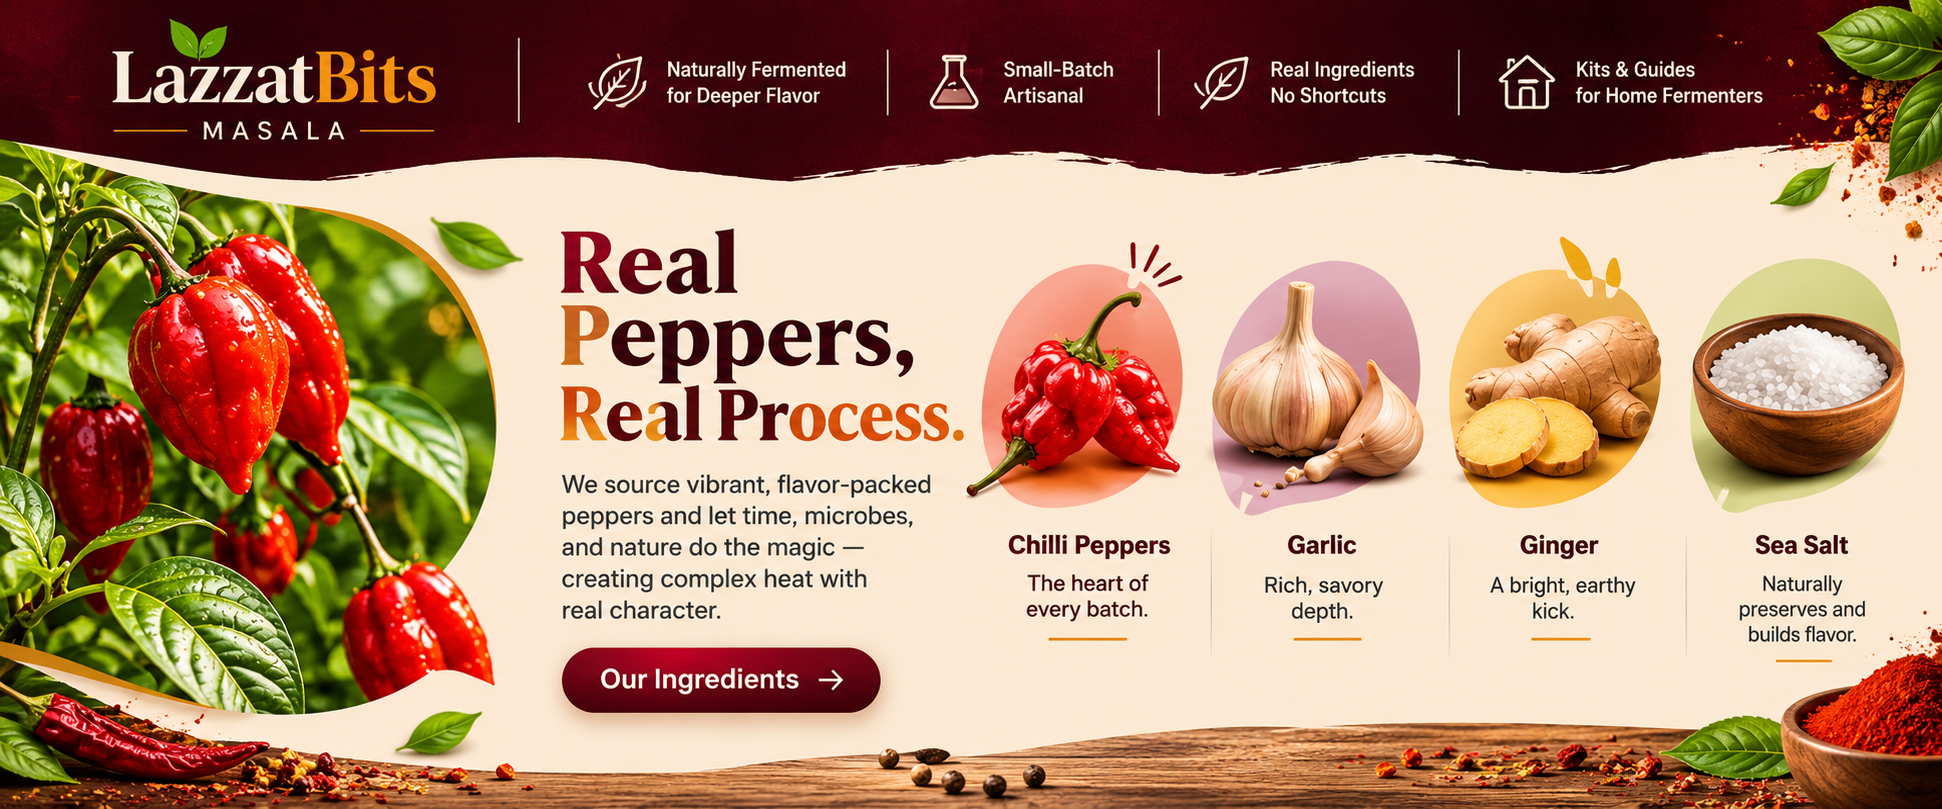 LazzatBits
MASALA
Naturally Fermented
for Deeper Flavor
Small-Batch
Artisanal
Real Ingredients
No Shortcuts
Kits & Guides
for Home Fermenters
Real
Peppers,
Real Process.
We source vibrant, flavor-packed
peppers and let time, microbes,
and nature do the magic —
creating complex heat with
real character.
Our Ingredients →
Chilli Peppers
The heart of
every batch.
Garlic
Rich, savory
depth.
Ginger
A bright, earthy
kick.
Sea Salt
Naturally
preserves and
builds flavor.